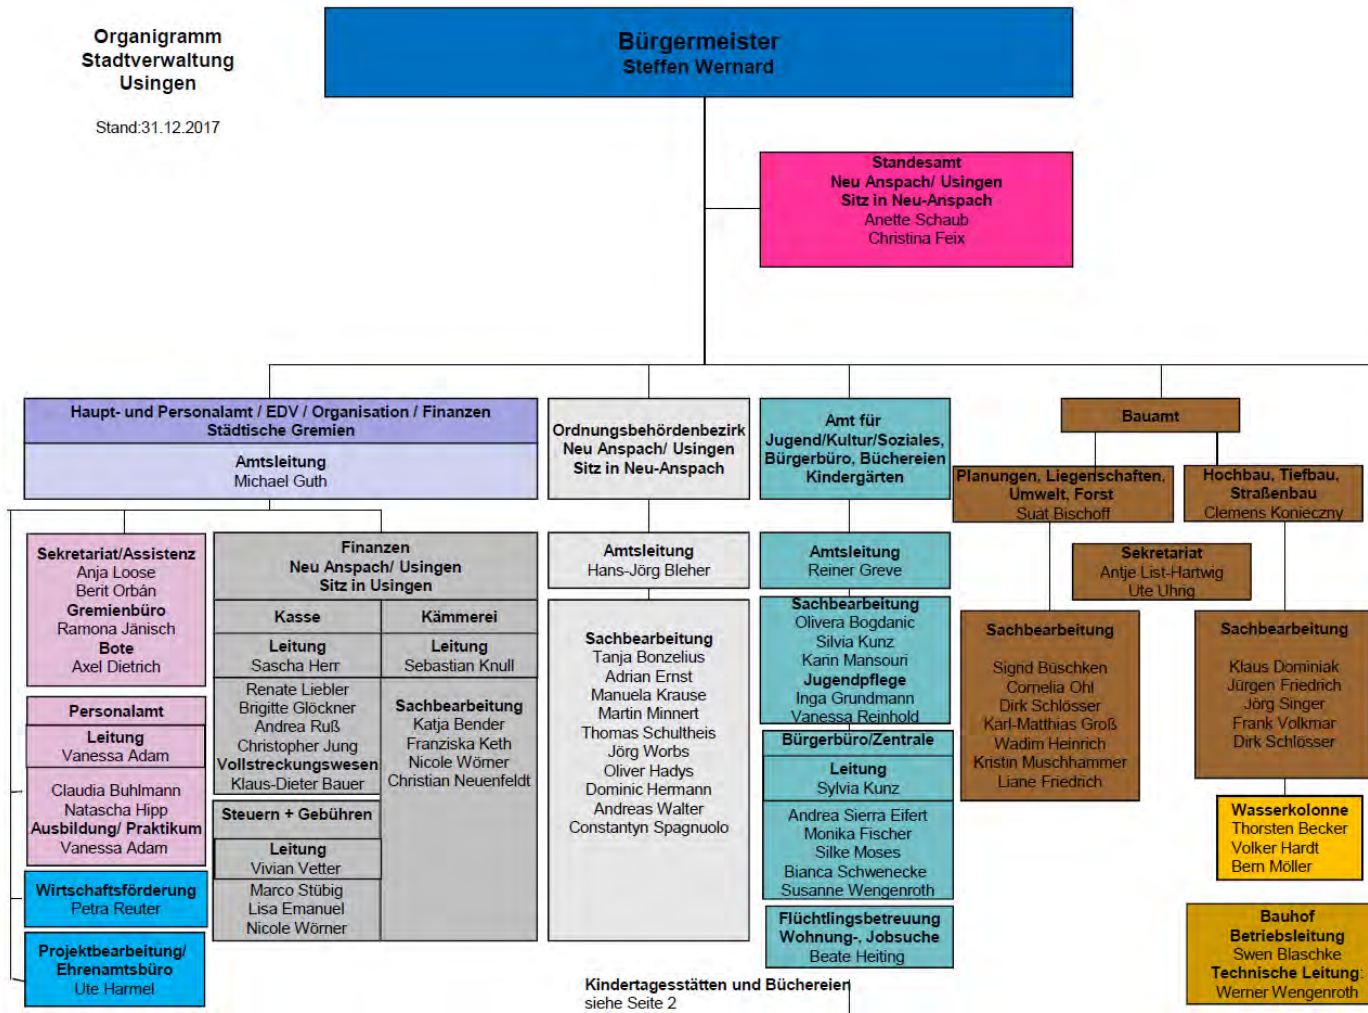 Organigramm
Stadtverwaltung
Usingen
Stand:31.12.2017
Bürgermeister
Steffen Wernard
Standesamt
Neu Anspach/ Usingen
Sitz in Neu-Anspach
Anette Schaub
Christina Feix
Haupt- und Personalamt / EDV / Organisation / Finanzen
Städtische Gremien
Amtsleitung
Michael Guth
Sekretariat/Assistenz
Anja Loose
Berit Orbán
Gremienbüro
Ramona Jänisch
Bote
Axel Dietrich
Personalamt
Leitung
Vanessa Adam
Claudia Buhlmann
Natascha Hipp
Ausbildung/ Praktikum
Vanessa Adam
Wirtschaftsförderung
Petra Reuter
Projektbearbeitung/
Ehrenamtsbüro
Ute Harmel
Finanzen
Neu Anspach/ Usingen
Sitz in Usingen
Kasse
Leitung
Sascha Herr
Renate Liebler
Brigitte Glöckner
Andrea Ruß
Christopher Jung
Vollstreckungswesen
Klaus-Dieter Bauer
Steuern + Gebühren
Leitung
Vivian Vetter
Marco Stübig
Lisa Emanuel
Nicole Wörner
Kämmerei
Leitung
Sebastian Knull
Sachbearbeitung
Katja Bender
Franziska Keth
Nicole Wörner
Christian Neuenfeldt
Ordnungsbehördenbezirk
Neu Anspach/ Usingen
Sitz in Neu-Anspach
Amtsleitung
Hans-Jörg Bleher
Sachbearbeitung
Tanja Bonzelius
Adrian Ernst
Manuela Krause
Martin Minnert
Thomas Schultheis
Jörg Worbs
Oliver Hadys
Dominic Hermann
Andreas Walter
Constantyn Spagnuolo
Amt für
Jugend/Kultur/Soziales,
Bürgerbüro, Büchereien
Kindergärten
Amtsleitung
Reiner Greve
Sachbearbeitung
Olivera Bogdanic
Silvia Kunz
Karin Mansouri
Jugendpflege
Inga Grundmann
Vanessa Reinhold
Bürgerbüro/Zentrale
Leitung
Sylvia Kunz
Andrea Sierra Eifert
Monika Fischer
Silke Moses
Bianca Schwenecke
Susanne Wengenroth
Flüchtlingsbetreuung
Wohnung-, Jobsuche
Beate Heiting
Kindertagesstätten und Büchereien
siehe Seite 2
Bauamt
Planungen, Liegenschaften,
Umwelt, Forst
Suat Bischoff
Hochbau, Tiefbau,
Straßenbau
Clemens Konieczny
Sekretariat
Antje List-Hartwig
Ute Uhrig
Sachbearbeitung
Sigrid Büschken
Cornelia Ohl
Dirk Schlösser
Karl-Matthias Groß
Wadim Heinrich
Kristin Muschhammer
Liane Friedrich
Sachbearbeitung
Klaus Dominiak
Jürgen Friedrich
Jörg Singer
Frank Volkmar
Dirk Schlösser
Wasserkolonne
Thorsten Becker
Volker Hardt
Bern Möller
Bauhof
Betriebsleitung
Swen Blaschke
Technische Leitung:
Werner Wengenroth